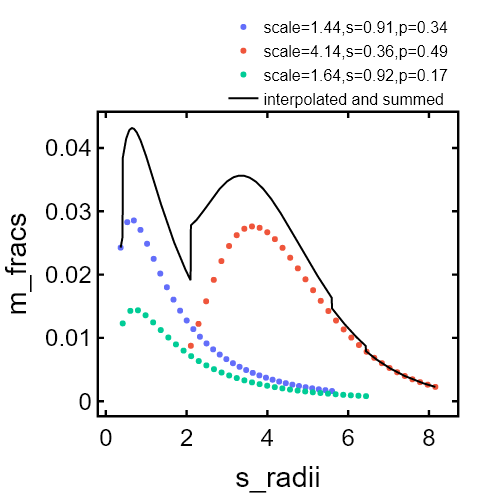 scale=1.44,s=0.91,p=0.34
scale=4.14,s=0.36,p=0.49
scale=1.64,s=0.92,p=0.17
interpolated and summed
0.04
0.03
0.02
0.01
0
m_fracs
0 2 4 6 8
s_radii